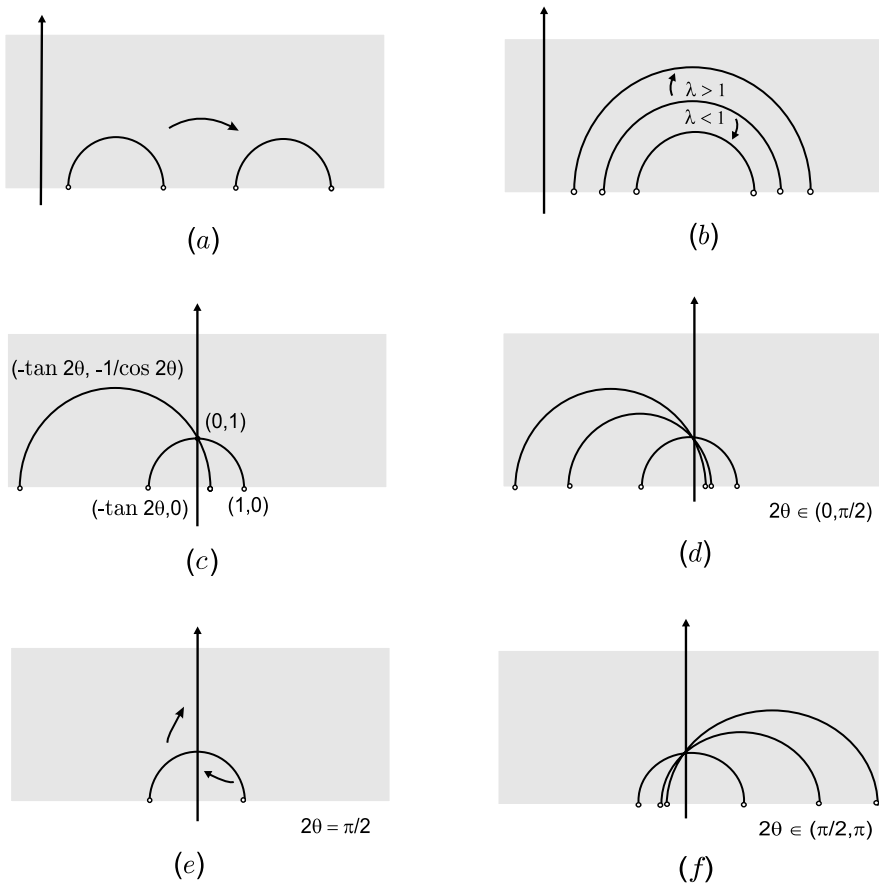 λ > 1
λ < 1
(a)
(b)
(-tan 2θ, -1/cos 2θ)
(0,1)
(-tan 2θ,0)
(1,0)
2θ ∈ (0,π/2)
(c)
(d)
2θ = π/2
2θ ∈ (π/2,π)
(e)
(f)